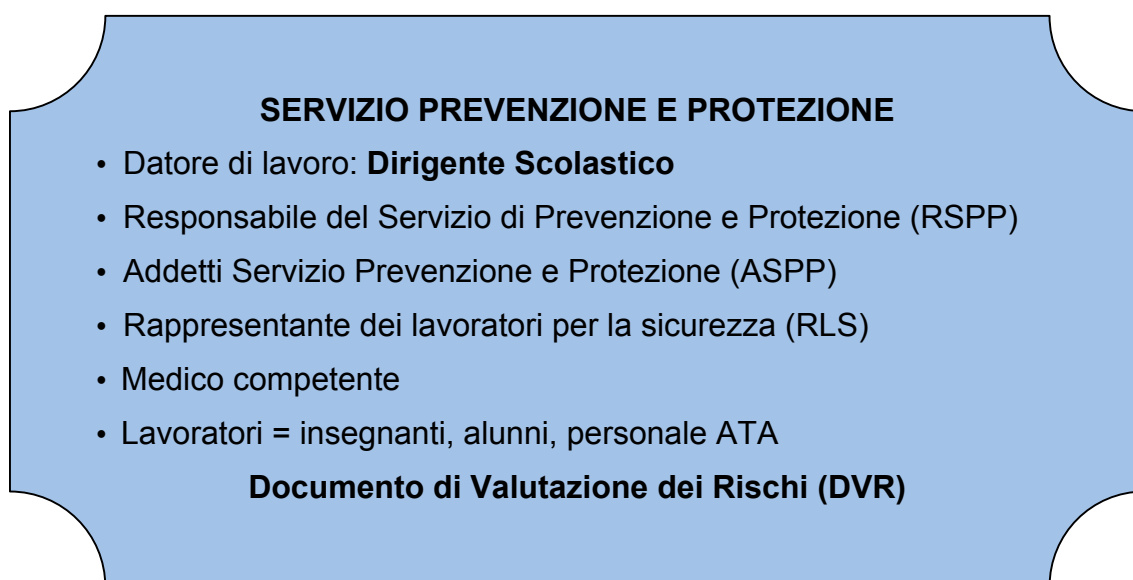 SERVIZIO PREVENZIONE E PROTEZIONE
• Datore di lavoro: Dirigente Scolastico
• Responsabile del Servizio di Prevenzione e Protezione (RSPP)
• Addetti Servizio Prevenzione e Protezione (ASPP)
• Rappresentante dei lavoratori per la sicurezza (RLS)
• Medico competente
• Lavoratori = insegnanti, alunni, personale ATA
Documento di Valutazione dei Rischi (DVR)